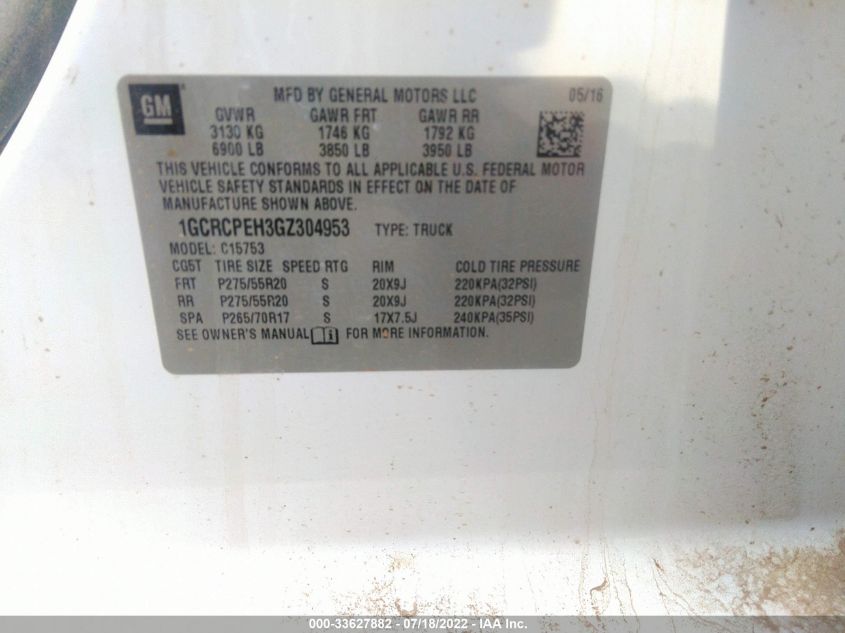 GM
MFD BY GENERAL MOTORS LLC 05/16
GVWR GAWR FRT GAWR RR
3130 KG 1746 KG 1792 KG
6900 LB 3850 LB 3950 LB
THIS VEHICLE CONFORMS TO ALL APPLICABLE U.S. FEDERAL MOTOR
VEHICLE SAFETY STANDARDS IN EFFECT ON THE DATE OF
MANUFACTURE SHOWN ABOVE.
1GCRCPEH3GZ304953 TYPE: TRUCK
MODEL: C15753
CG5T TIRE SIZE SPEED RTG RIM COLD TIRE PRESSURE
FRT P275/55R20 S 20X9J 220KPA(32PSI)
RR P275/55R20 S 20X9J 220KPA(32PSI)
SPA P265/70R17 S 17X7.5J 240KPA(35PSI)
SEE OWNER'S MANUAL FOR MORE INFORMATION.
000-33627882 - 07/18/2022 - IAAI.com